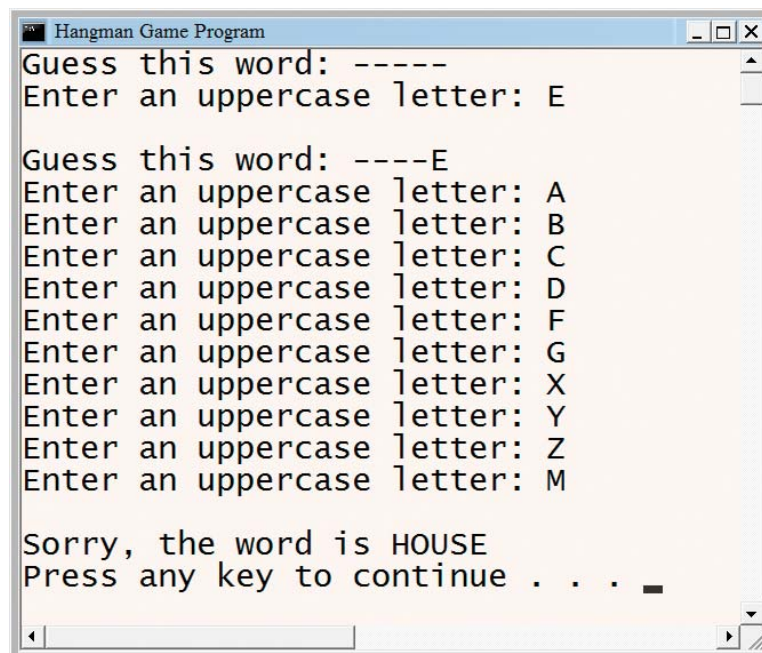 Hangman Game Program
Guess this word: -----
Enter an uppercase letter: E
Guess this word: ----E
Enter an uppercase letter: A
Enter an uppercase letter: B
Enter an uppercase letter: C
Enter an uppercase letter: D
Enter an uppercase letter: F
Enter an uppercase letter: G
Enter an uppercase letter: X
Enter an uppercase letter: Y
Enter an uppercase letter: Z
Enter an uppercase letter: M
Sorry, the word is HOUSE
Press any key to continue . . . _